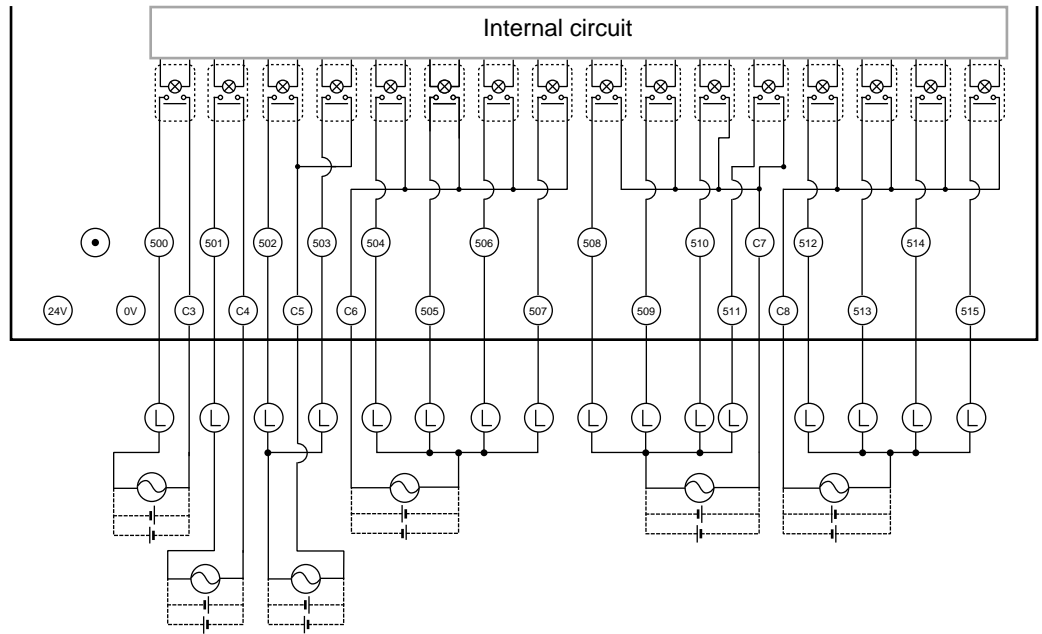 Internal circuit
500 501 502 503 504 506 508 510 C7 512 514
24V 0V C3 C4 C5 C6 505 507 509 511 C8 513 515
L L L L L L L L L L L L L L L L